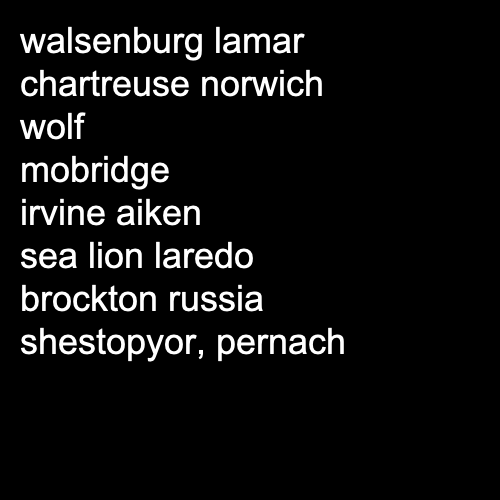 walsenburg lamar
chartreuse norwich
wolf
mobridge
irvine aiken
sea lion laredo
brockton russia
shestopyor, pernach